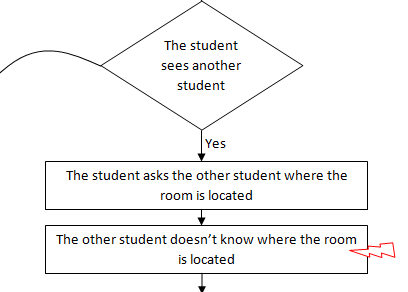 The student
sees another
student
Yes
The student asks the other student where the
room is located
The other student doesn’t know where the room
is located